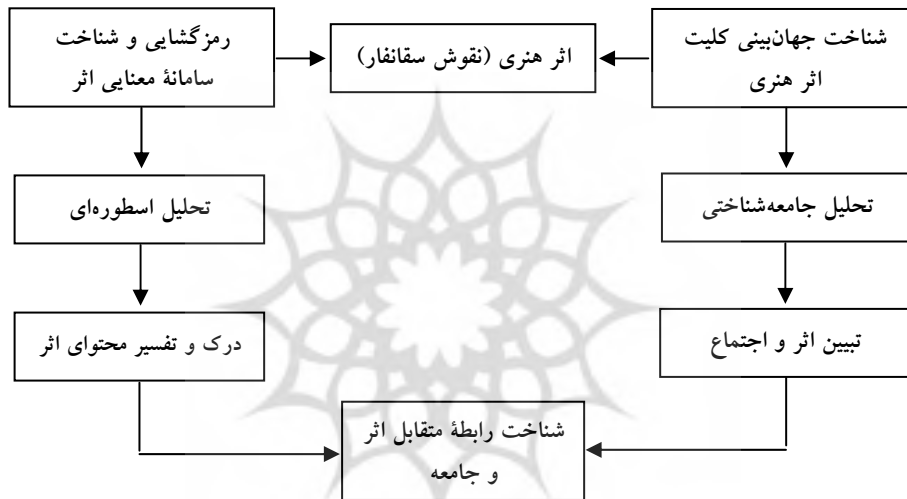 شناخت جهان‌بینی کلیت
اثر هنری
اثر هنری (نقوش سقانفار)
رمزگشایی و شناخت
سامانهٔ معنایی اثر
تحلیل جامعه‌شناختی
تحلیل اسطوره‌ای
تبیین اثر و اجتماع
درک و تفسیر محتوای اثر
شناخت رابطهٔ متقابل اثر
و جامعه